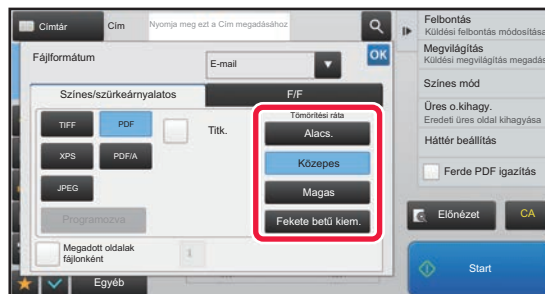 Címtár
Cím
Nyomja meg ezt a Cím megadásához
Fájlformátum
E-mail
OK
Színes/szürkeárnyalatos
F/F
TIFF
PDF
Titk.
XPS
PDF/A
JPEG
Programozva
Tömörítési ráta
Alacs.
Közepes
Magas
Fekete betű kiem.
Megadott oldalak
fájlonként
1
Egyéb
Felbontás
Küldési felbontás módosítása
Megvilágítás
Küldési megvilágítás megadás
Színes mód
Üres o.kihagy.
Eredeti üres oldal kihagyása
Háttér beállítás
Ferde PDF igazítás
Előnézet
CA
Start